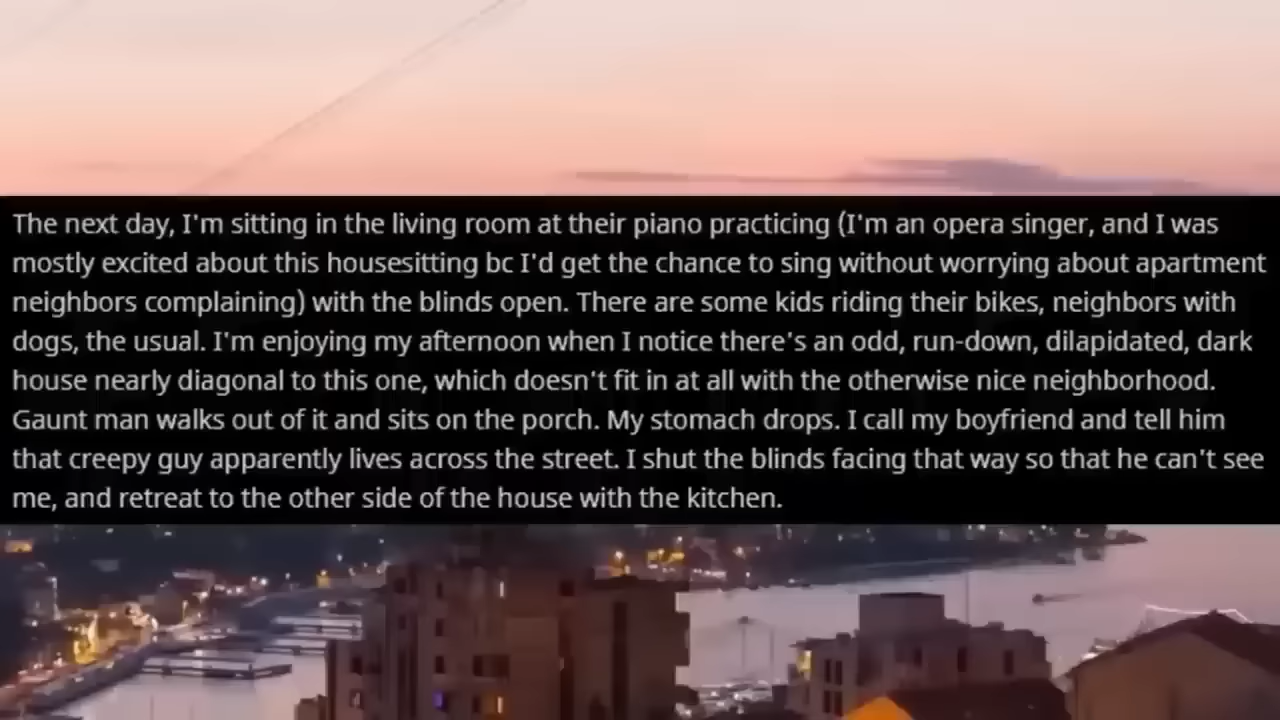 The next day, I'm sitting in the living room at their piano practicing (I'm an opera singer, and I was
mostly excited about this housesitting bc I'd get the chance to sing without worrying about apartment
neighbors complaining) with the blinds open. There are some kids riding their bikes, neighbors with
dogs, the usual. I'm enjoying my afternoon when I notice there's an odd, run-down, dilapidated, dark
house nearly diagonal to this one, which doesn't fit in at all with the otherwise nice neighborhood.
Gaunt man walks out of it and sits on the porch. My stomach drops. I call my boyfriend and tell him
that creepy guy apparently lives across the street. I shut the blinds facing that way so that he can't see
me, and retreat to the other side of the house with the kitchen.